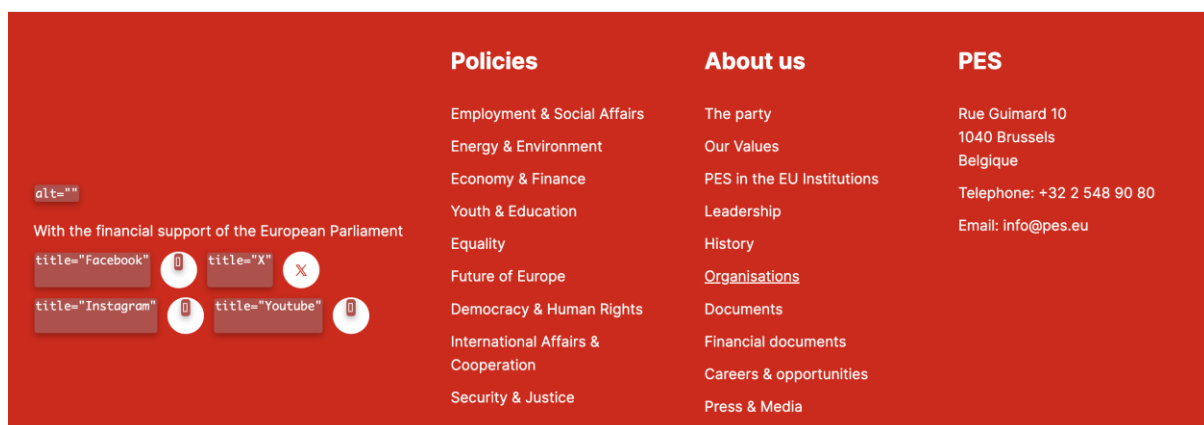 alt=""
With the financial support of the European Parliament
title="Facebook"
title="X"
X
title="Instagram"
title="Youtube"
Policies
Employment & Social Affairs
Energy & Environment
Economy & Finance
Youth & Education
Equality
Future of Europe
Democracy & Human Rights
International Affairs &
Cooperation
Security & Justice
About us
The party
Our Values
PES in the EU Institutions
Leadership
History
Organisations
Documents
Financial documents
Careers & opportunities
Press & Media
PES
Rue Guimard 10
1040 Brussels
Belgique
Telephone: +32 2 548 90 80
Email: info@pes.eu